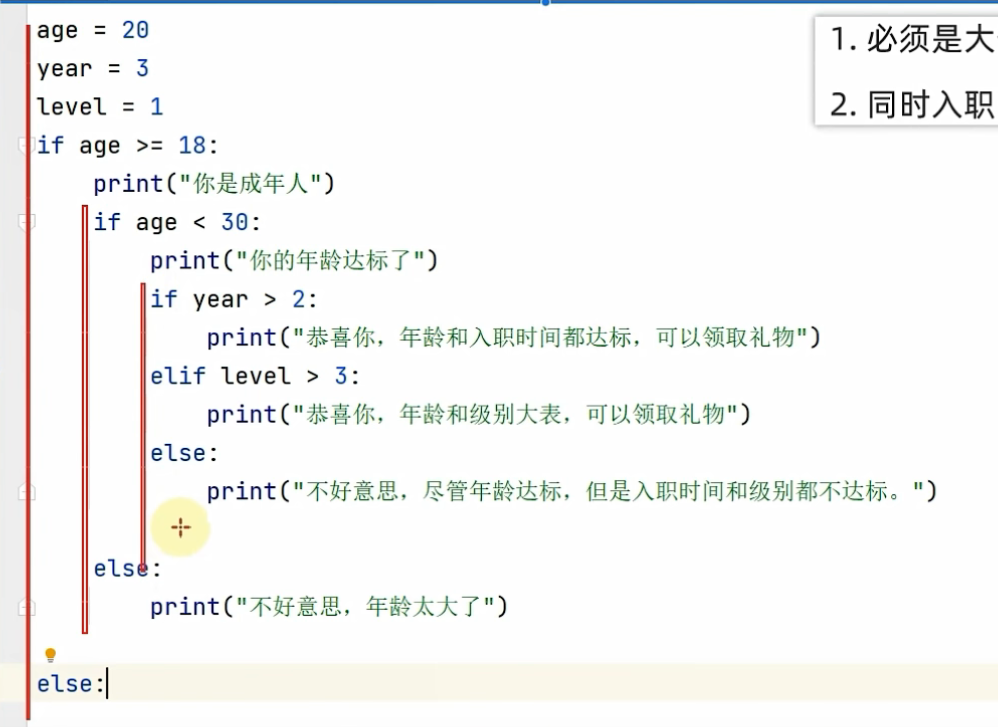 age = 20
year = 3
level = 1
if age >= 18:
    print("你是成年人")
    if age < 30:
        print("你的年龄达标了")
        if year > 2:
            print("恭喜你，年龄和入职时间都达标，可以领取礼物")
        elif level > 3:
            print("恭喜你，年龄和级别大表，可以领取礼物")
        else:
            print("不好意思，尽管年龄达标，但是入职时间和级别都不达标。")
    else:
        print("不好意思，年龄太大了")
else:
1. 必须是大
2. 同时入职